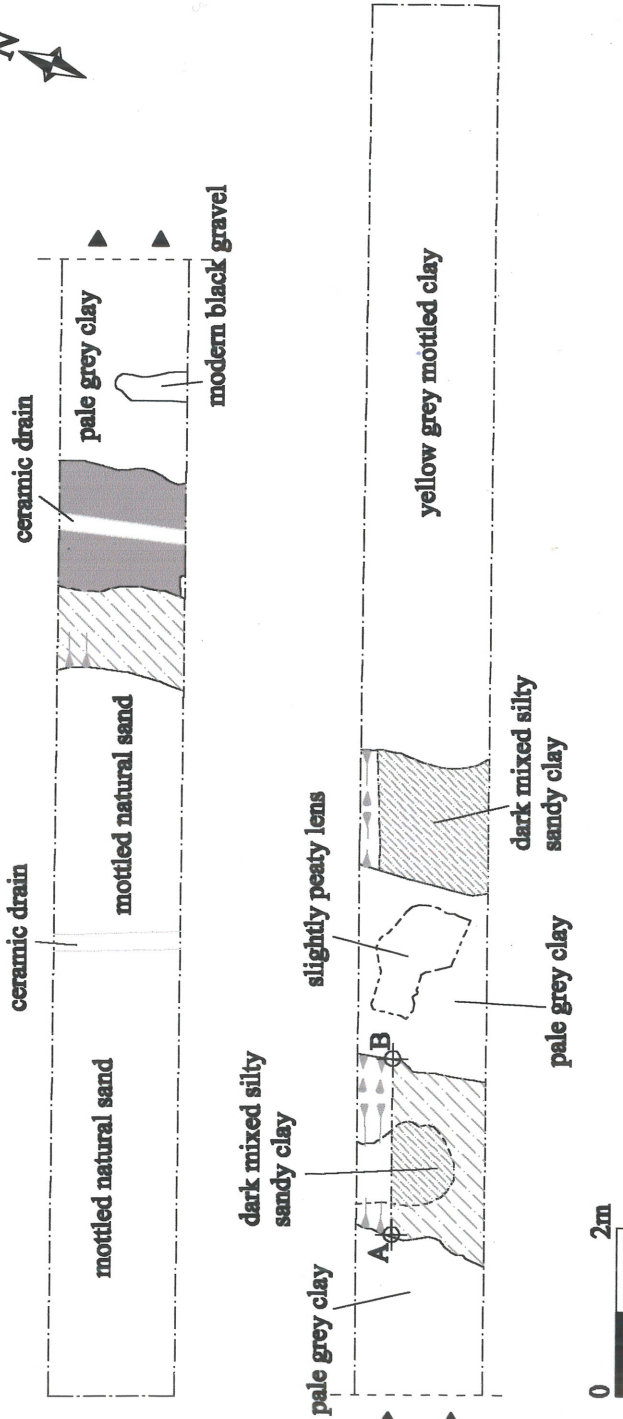 N
ceramic drain
pale grey clay
modern black gravel
ceramic drain
mottled natural sand
mottled natural sand
yellow grey mottled clay
slightly peaty lens
dark mixed silty
sandy clay
dark mixed silty
sandy clay
pale grey clay
pale grey clay
A
B
0
2m